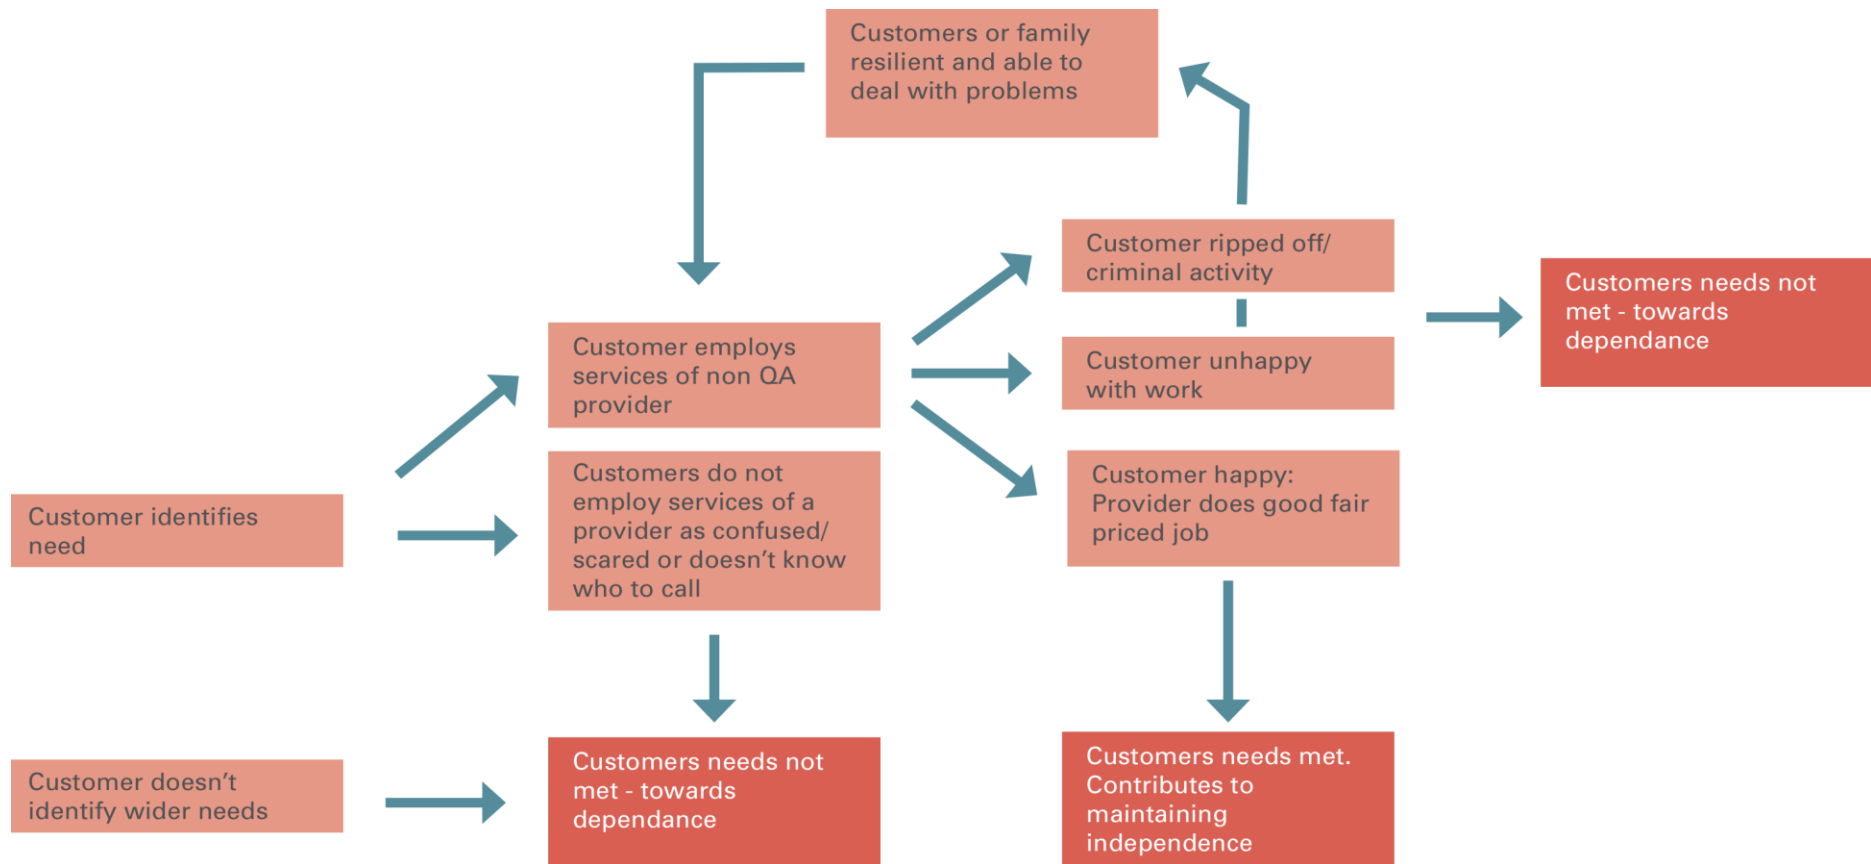 Customers or family
resilient and able to
deal with problems
Customer ripped off/
criminal activity
Customers needs not
met - towards
dependance
Customer employs
services of non QA
provider
Customer unhappy
with work
Customers do not
employ services of a
provider as confused/
scared or doesn’t know
who to call
Customer happy:
Provider does good fair
priced job
Customer identifies
need
Customer doesn’t
identify wider needs
Customers needs not
met - towards
dependance
Customers needs met.
Contributes to
maintaining
independence